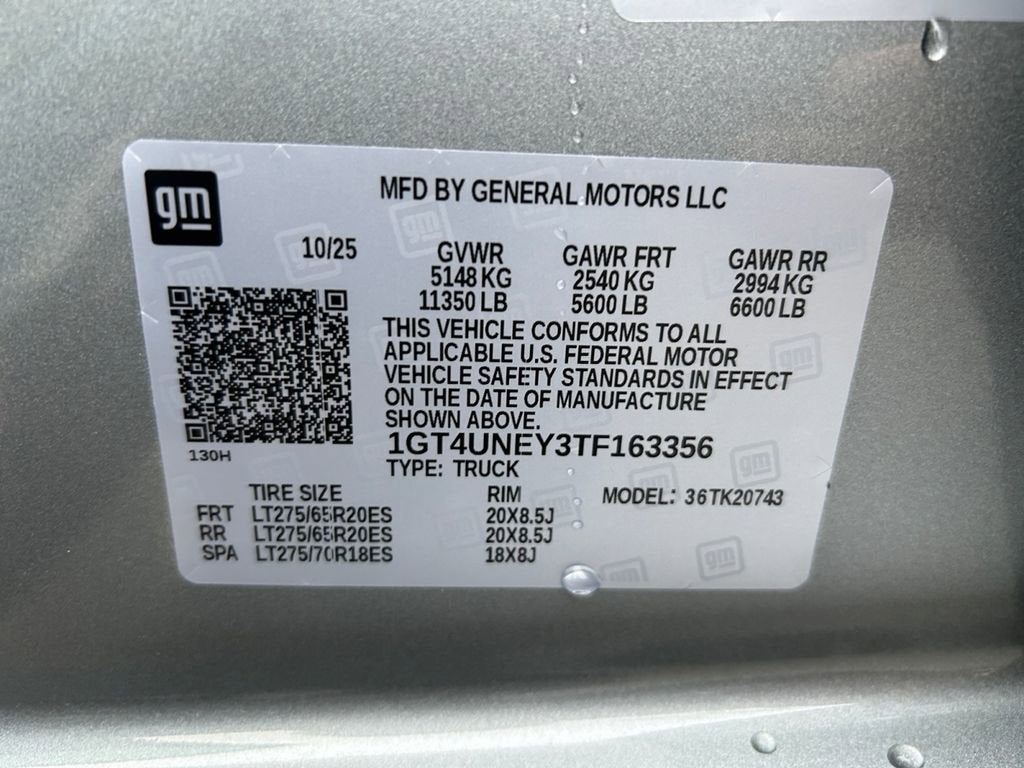 gm
MFD BY GENERAL MOTORS LLC
10/25 GVWR GAWR FRT GAWR RR
5148 KG 2540 KG 2994 KG
11350 LB 5600 LB 6600 LB
THIS VEHICLE CONFORMS TO ALL
APPLICABLE U.S. FEDERAL MOTOR
VEHICLE SAFETY STANDARDS IN EFFECT
ON THE DATE OF MANUFACTURE
SHOWN ABOVE.
130H
1GT4UNEY3TF163356
TYPE: TRUCK
TIRE SIZE RIM MODEL: 36TK20743
FRT LT275/65R20ES 20X8.5J
RR LT275/65R20ES 20X8.5J
SPA LT275/70R18ES 18X8J